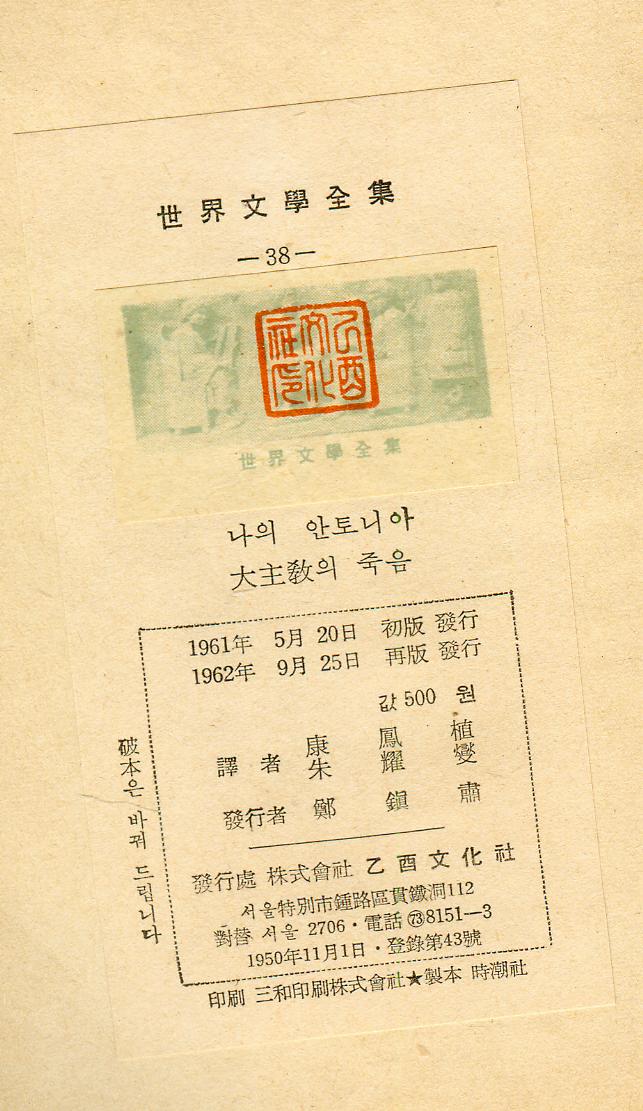 世界文學全集
—38—
乙酉文化社印
世界文學全集
나의 안토니아
大主敎의 죽음
1961年 5月 20日 初版 發行
1962年 9月 25日 再版 發行
값 500 원
譯者 康鳳植
朱耀燮
發行者 鄭鎭肅
發行處 株式會社 乙酉文化社
서울特別市鍾路區貫鐵洞112
對替 서울 2706·電話 ㊆8151—3
1950年11月1日·登錄第43號
印刷 三和印刷株式會社★製本 時潮社
破本은 바꿔 드립니다